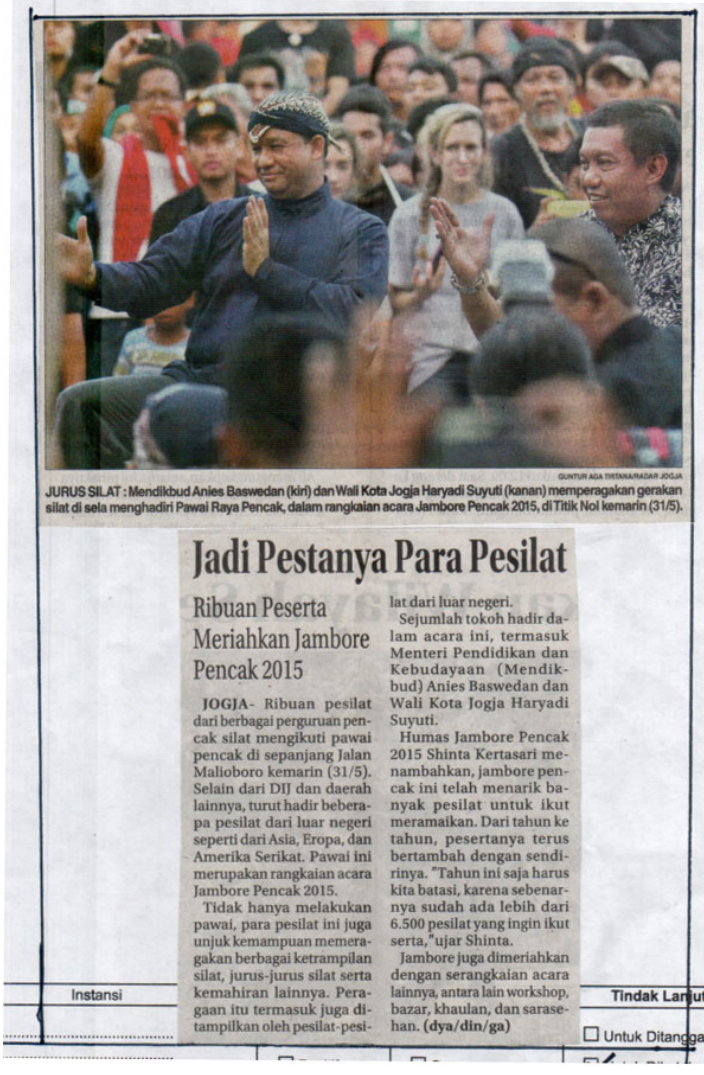 GUNTUR AGA TIRTANA/RADAR JOGJA
JURUS SILAT : Mendikbud Anies Baswedan (kiri) dan Wali Kota Jogja Haryadi Suyuti (kanan) memperagakan gerakan
silat di sela menghadiri Pawai Raya Pencak, dalam rangkaian acara Jambore Pencak 2015, di Titik Nol kemarin (31/5).
Jadi Pestanya Para Pesilat
Ribuan Peserta
Meriahkan Jambore
Pencak 2015
JOGJA- Ribuan pesilat
dari berbagai perguruan pen-
cak silat mengikuti pawai
pencak di sepanjang Jalan
Malioboro kemarin (31/5).
Selain dari DIJ dan daerah
lainnya, turut hadir bebera-
pa pesilat dari luar negeri
seperti dari Asia, Eropa, dan
Amerika Serikat. Pawai ini
merupakan rangkaian acara
Jambore Pencak 2015.
Tidak hanya melakukan
pawai, para pesilat ini juga
unjuk kemampuan memera-
gakan berbagai ketrampilan
silat, jurus-jurus silat serta
kemahiran lainnya. Pera-
gaan itu termasuk juga di-
tampilkan oleh pesilat-pesi-
lat dari luar negeri.
Sejumlah tokoh hadir da-
lam acara ini, termasuk
Menteri Pendidikan dan
Kebudayaan (Mendik-
bud) Anies Baswedan dan
Wali Kota Jogja Haryadi
Suyuti.
Humas Jambore Pencak
2015 Shinta Kertasari me-
nambahkan, jambore pen-
cak ini telah menarik ba-
nyak pesilat untuk ikut
meramaikan. Dari tahun ke
tahun, pesertanya terus
bertambah dengan sendi-
rinya. "Tahun ini saja harus
kita batasi, karena sebenar-
nya sudah ada lebih dari
6.500 pesilat yang ingin ikut
serta,"ujar Shinta.
Jambore juga dimeriahkan
dengan serangkaian acara
lainnya, antara lain workshop,
bazar, khaulan, dan sarase-
han. (dya/din/ga)
Instansi
Tindak Lanjut
Untuk Ditangga